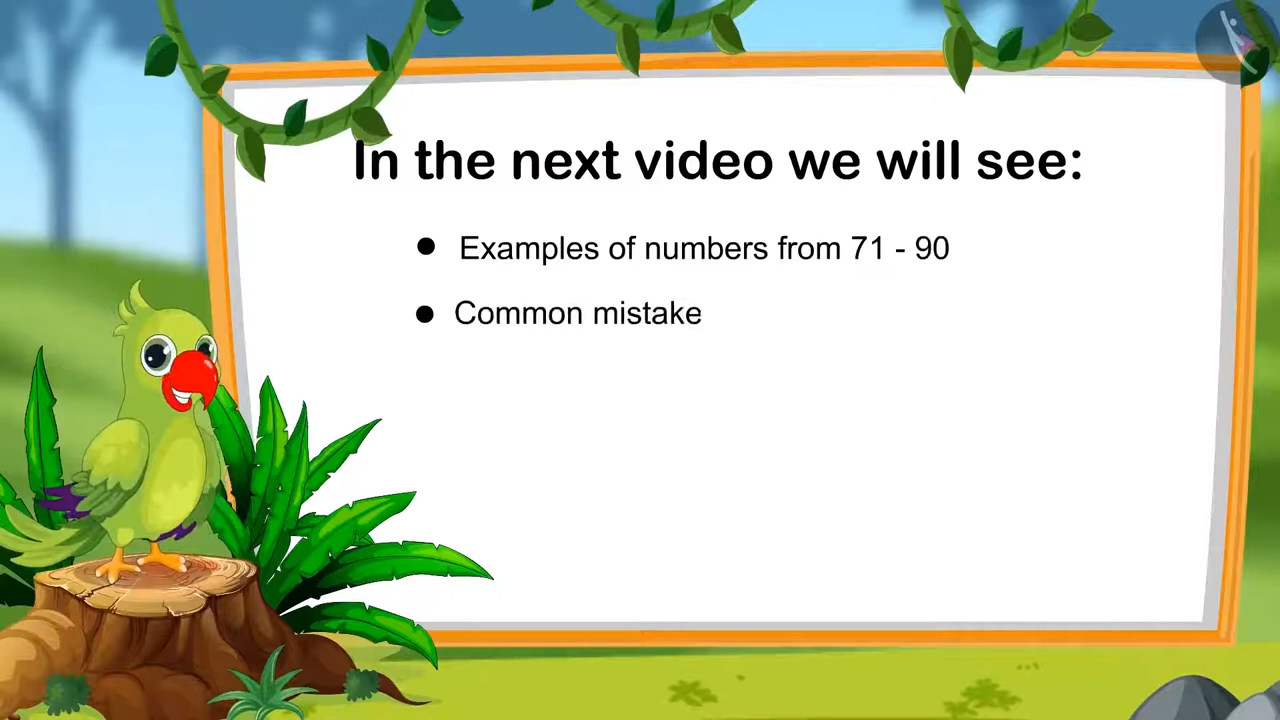 In the next video we will see:
● Examples of numbers from 71 - 90
● Common mistake